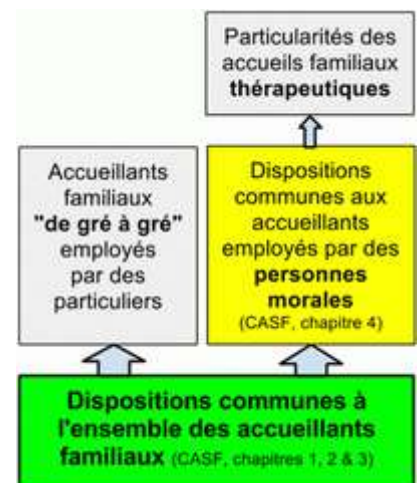 Particularités des
accueils familiaux
thérapeutiques
Accueillants
familiaux
"de gré à gré"
employés
par des
particuliers
Dispositions
communes aux
accueillants
employés par des
personnes
morales
(CASF, chapitre 4)
Dispositions communes à
l'ensemble des accueillants
familiaux (CASF, chapitres 1, 2 & 3)